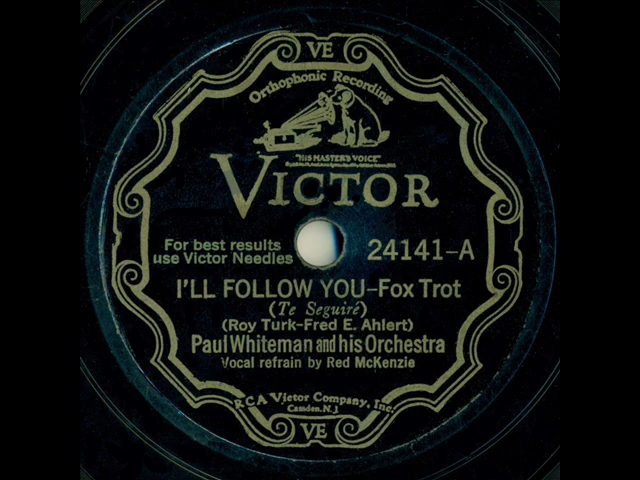 VE
Orthophonic Recording
"HIS MASTER'S VOICE"
VICTOR
For best results
use Victor Needles
24141-A
VE
VE
I'LL FOLLOW YOU-Fox Trot
(Te Seguiré)
(Roy Turk-Fred E. Ahlert)
Paul Whiteman and his Orchestra
Vocal refrain by Red McKenzie
RCA Victor Company, Inc.
Camden, N.J.
VE